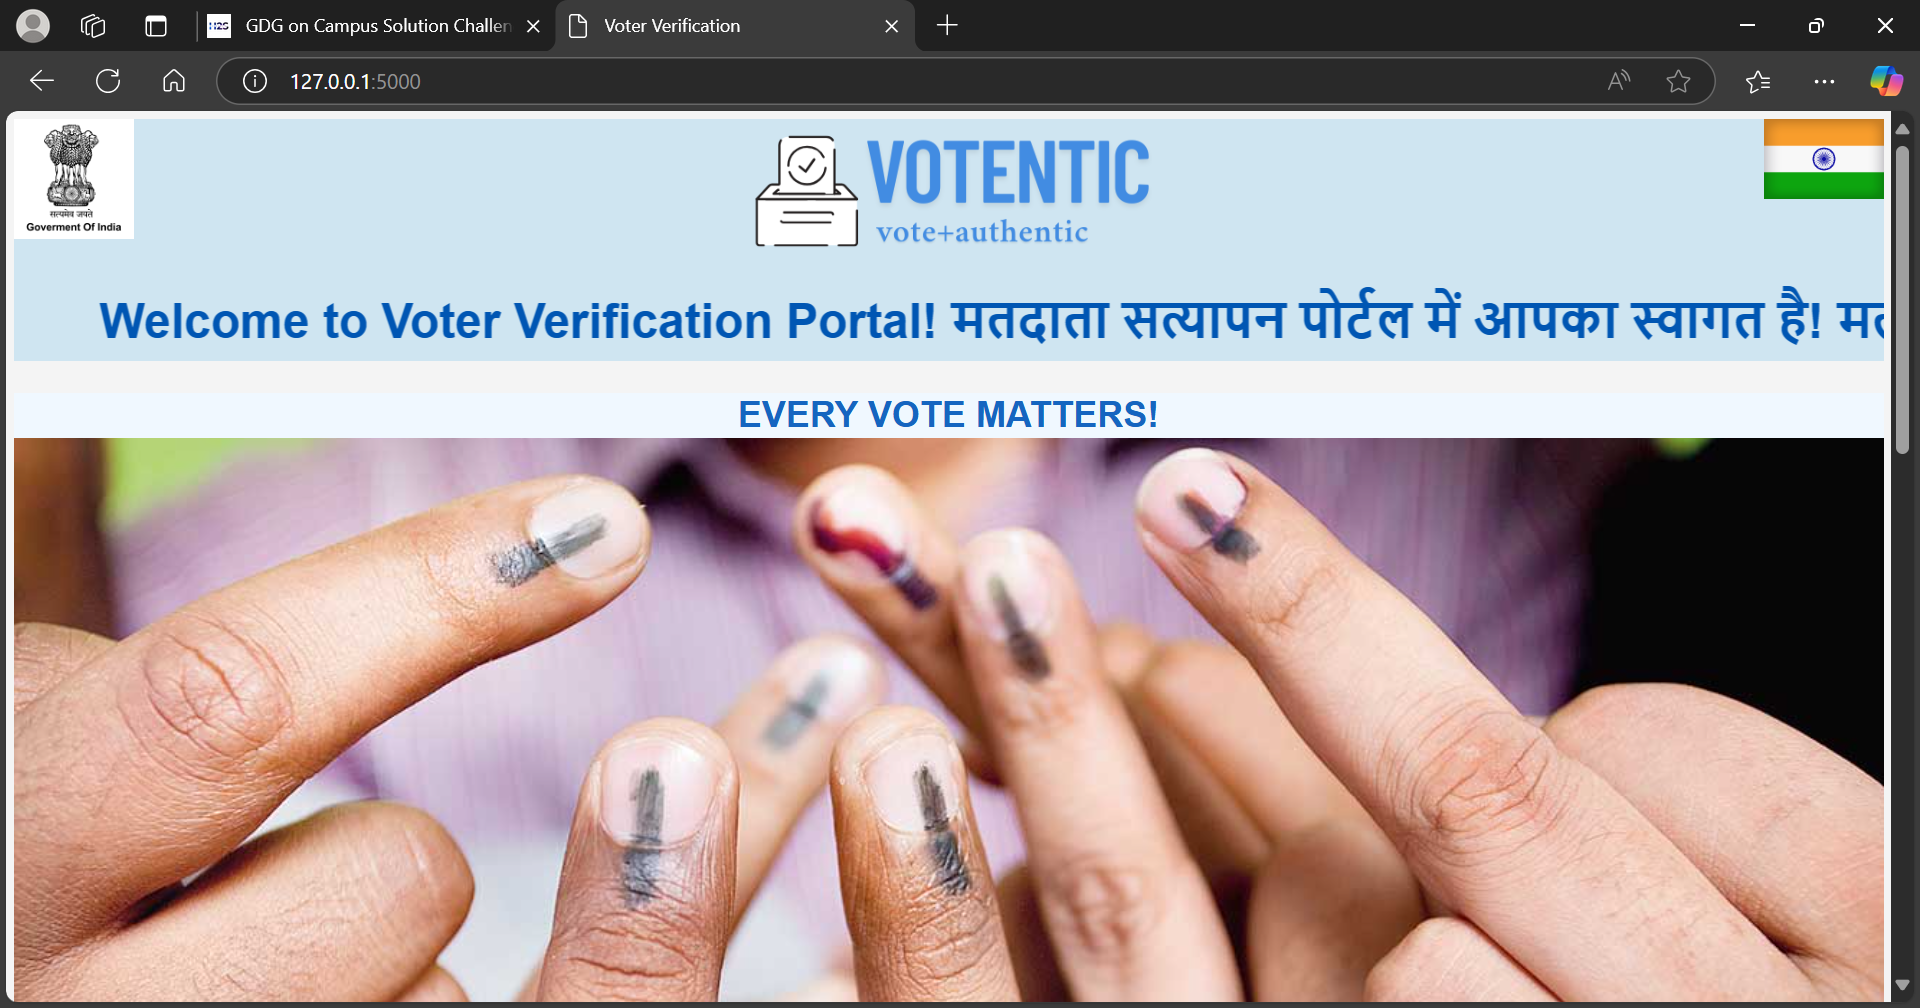 GDG on Campus Solution Challen
Voter Verification
127.0.0.1:5000
सत्यमेव जयते
Goverment Of India
VOTENTIC
vote+authentic
Welcome to Voter Verification Portal! मतदाता सत्यापन पोर्टल में आपका स्वागत है! मत
EVERY VOTE MATTERS!